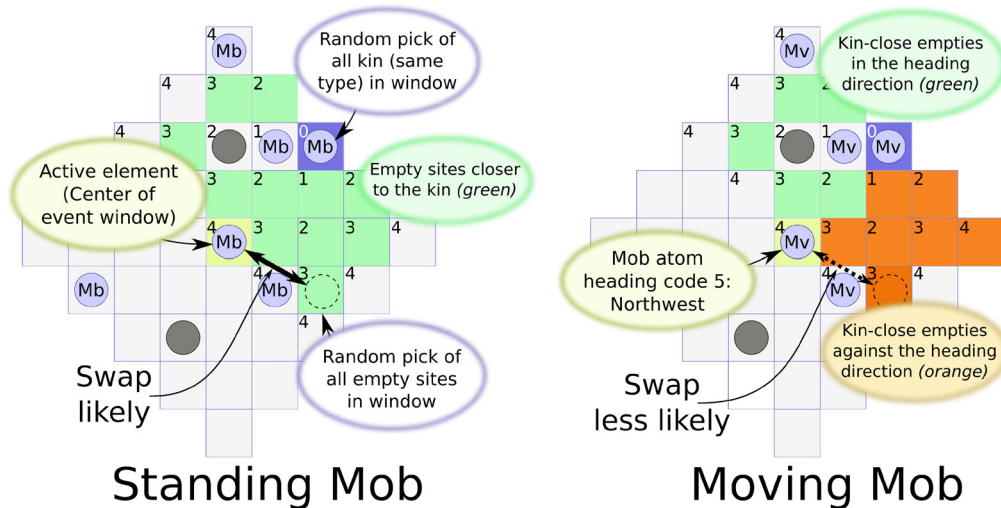 4
Mb
Random pick of
all kin (same
type) in window
4
3
2
4
3
2
1
Mb
0
Mb
Active element
(Center of
event window)
3
2
1
2
Empty sites closer
to the kin (green)
4
Mb
3
2
3
4
Mb
4
Mb
3
4
4
Random pick of
all empty sites
in window
Swap
likely
Standing Mob
4
Mv
Kin-close empties
in the heading
direction (green)
4
3
2
3
2
1
Mv
0
Mv
4
3
2
1
2
4
Mv
3
2
3
4
Mob atom
heading code 5:
Northwest
4
Mv
3
4
Kin-close empties
against the heading
direction (orange)
Swap
less likely
Moving Mob